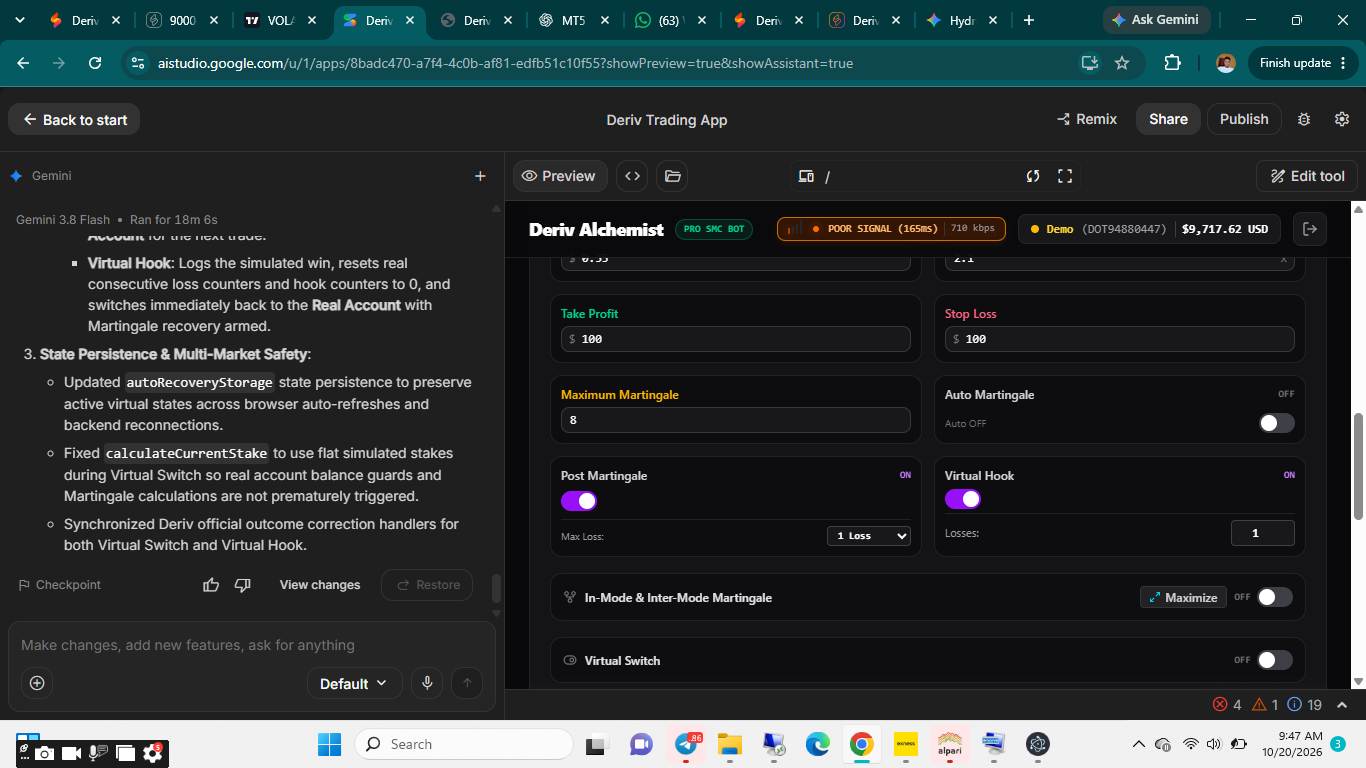 Deriv
9000
VOLA
Deriv
Deriv
MT5
(63)
Deriv
Deriv
Hydr
Ask Gemini
aistudio.google.com/u/1/apps/8badc470-a7f4-4c0b-af81-edfb51c10f55?showPreview=true&showAssistant=true
Finish update
Back to start
Deriv Trading App
Remix
Share
Publish
Gemini
Preview
/
Edit tool
Gemini 3.8 Flash • Ran for 18m 6s
Account for the next trade.
Virtual Hook: Logs the simulated win, resets real
consecutive loss counters and hook counters to 0, and
switches immediately back to the Real Account with
Martingale recovery armed.
3. State Persistence & Multi-Market Safety:
Updated autoRecoveryStorage state persistence to preserve
active virtual states across browser auto-refreshes and
backend reconnections.
Fixed calculateCurrentStake to use flat simulated stakes
during Virtual Switch so real account balance guards and
Martingale calculations are not prematurely triggered.
Synchronized Deriv official outcome correction handlers for
both Virtual Switch and Virtual Hook.
Checkpoint
View changes
Restore
Make changes, add new features, ask for anything
Default
Deriv Alchemist
PRO SMC BOT
POOR SIGNAL (165ms)
710 kbps
Demo (DOT94880447)
$9,717.62 USD
$ 0.35
2.1
x
Take Profit
$ 100
Stop Loss
$ 100
Maximum Martingale
8
Auto Martingale
OFF
Auto OFF
Post Martingale
ON
Max Loss:
1 Loss
Virtual Hook
ON
Losses:
1
In-Mode & Inter-Mode Martingale
Maximize
OFF
Virtual Switch
OFF
4
1
19
5
Search
86
exness
alpari
9:47 AM
10/20/2026
3